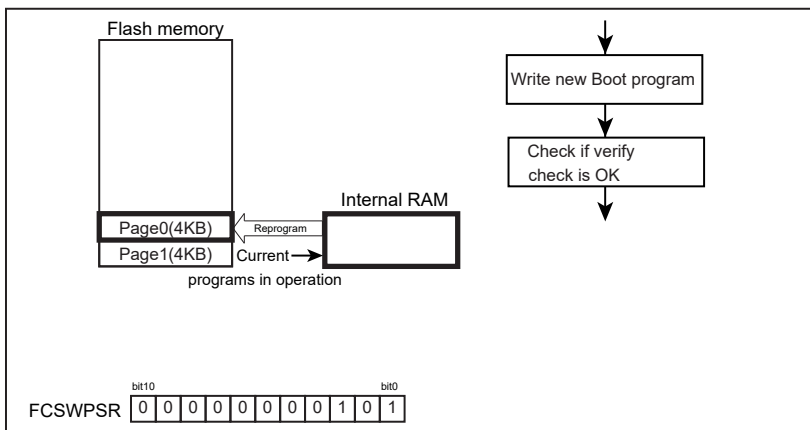 Flash memory
Write new Boot program
Check if verify
check is OK
Internal RAM
Page0(4KB)
Reprogram
Page1(4KB)
Current
programs in operation
bit10
bit0
FCSWPSR 0 0 0 0 0 0 0 0 1 0 1